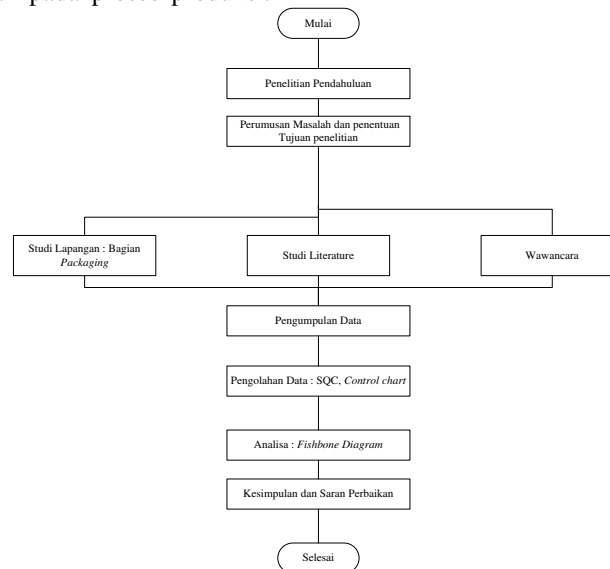 Mulai
Penelitian Pendahuluan
Perumusan Masalah dan penentuan
Tujuan penelitian
Studi Lapangan : Bagian
Packaging
Studi Literature
Wawancara
Pengumpulan Data
Pengolahan Data : SQC, Control chart
Analisa : Fishbone Diagram
Kesimpulan dan Saran Perbaikan
Selesai